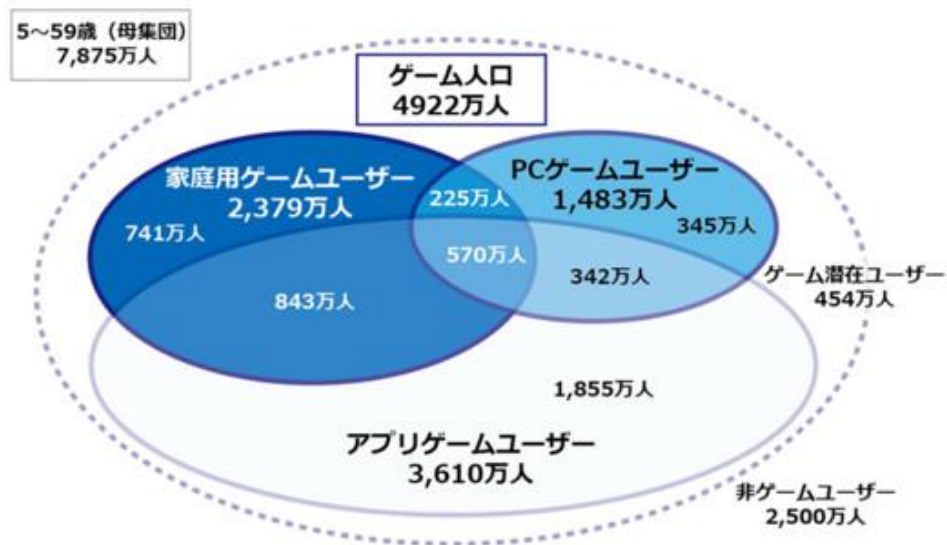 5～59歳（母集団）
7,875万人
ゲーム人口
4922万人
家庭用ゲームユーザー
2,379万人
PCゲームユーザー
1,483万人
225万人
741万人
345万人
570万人
342万人
ゲーム潜在ユーザー
454万人
843万人
1,855万人
アプリゲームユーザー
3,610万人
非ゲームユーザー
2,500万人